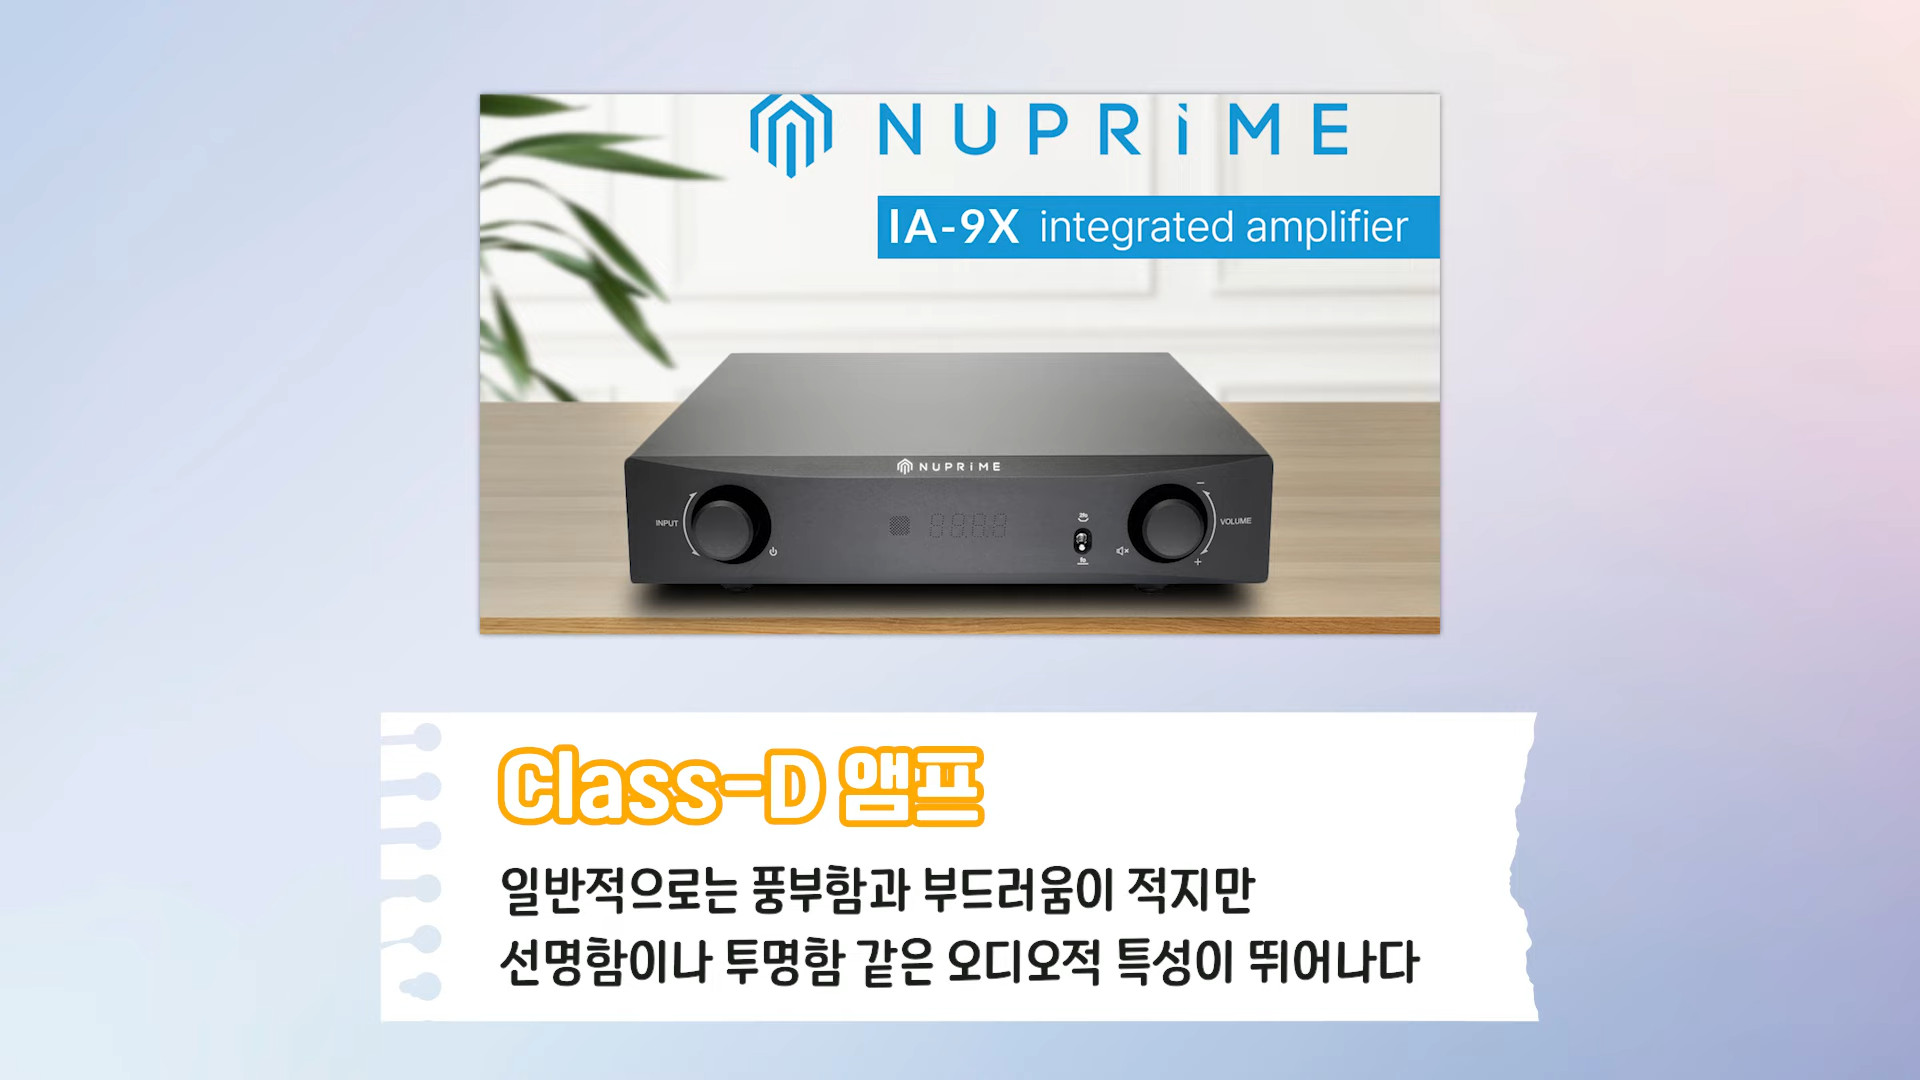 NUPRiME
IA-9X integrated amplifier
NUPRiME
INPUT
VOLUME
Class-D 앰프
일반적으로는 풍부함과 부드러움이 적지만
선명함이나 투명함 같은 오디오적 특성이 뛰어나다